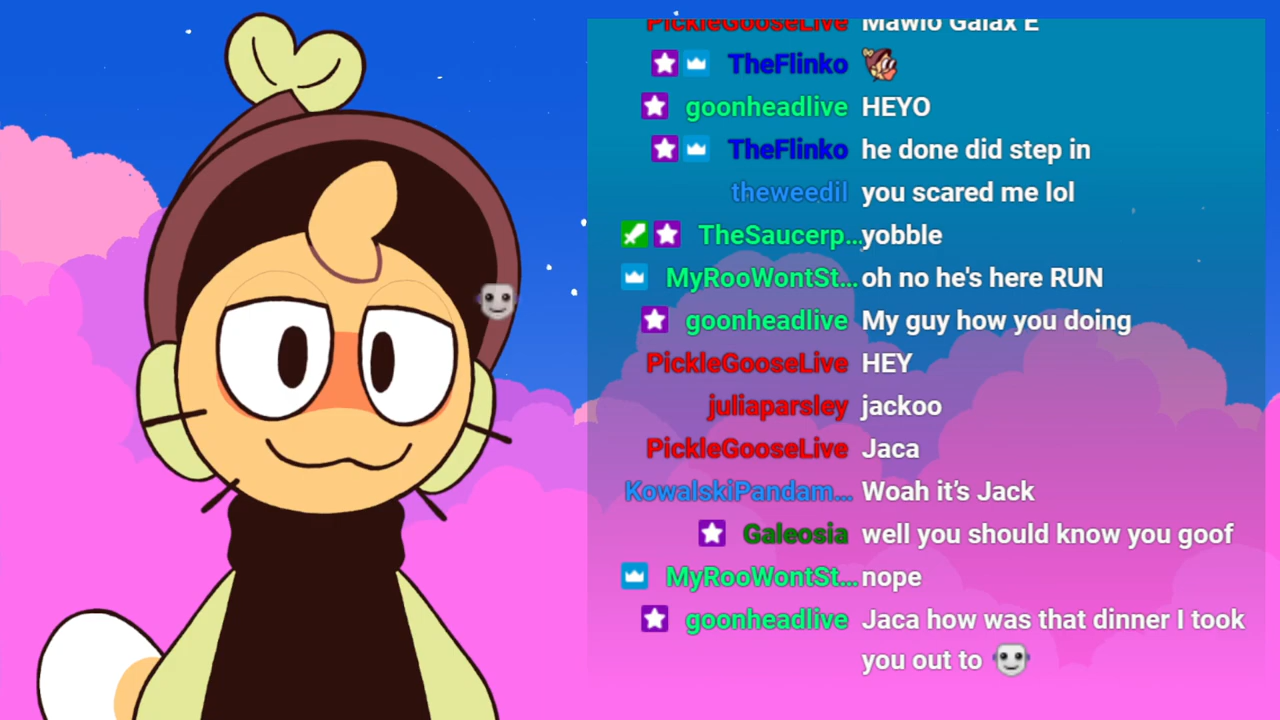 PickleGooseLive Mawio Galax E
TheFlinko
goonheadlive HEYO
TheFlinko he done did step in
theweedil you scared me lol
TheSaucerp... yobble
MyRooWontSt... oh no he's here RUN
goonheadlive My guy how you doing
PickleGooseLive HEY
juliaparsley jackoo
PickleGooseLive Jaca
KowalskiPandam... Woah it’s Jack
Galeosia well you should know you goof
MyRooWontSt... nope
goonheadlive Jaca how was that dinner I took
you out to